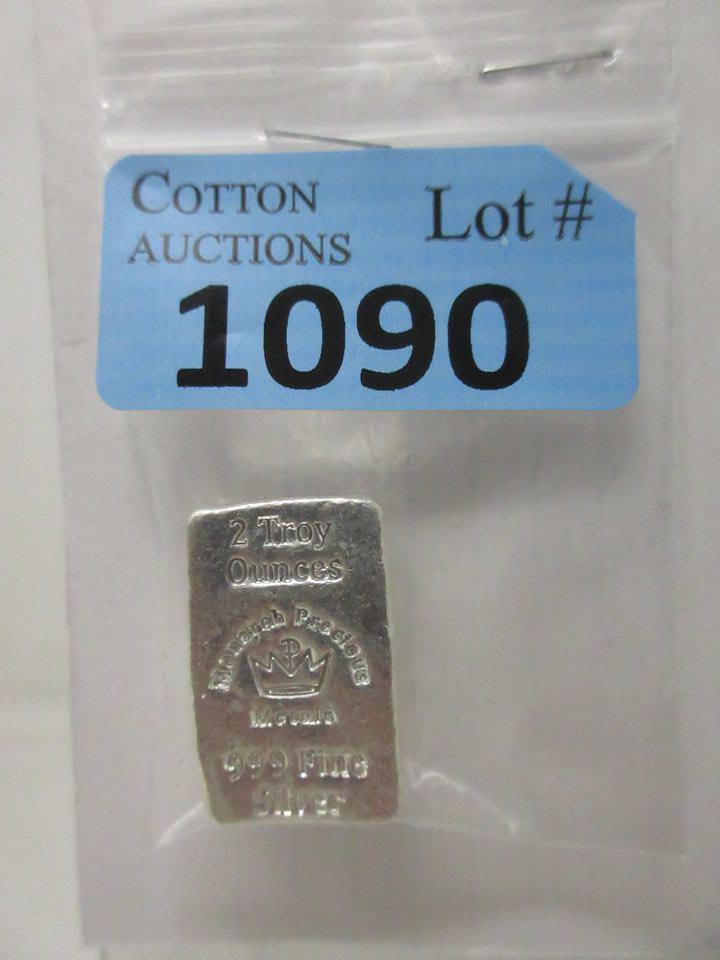 COTTON
AUCTIONS
Lot #
1090
2 Troy
Ounces
Monarch Precious
Metals
999 Fine
Silver